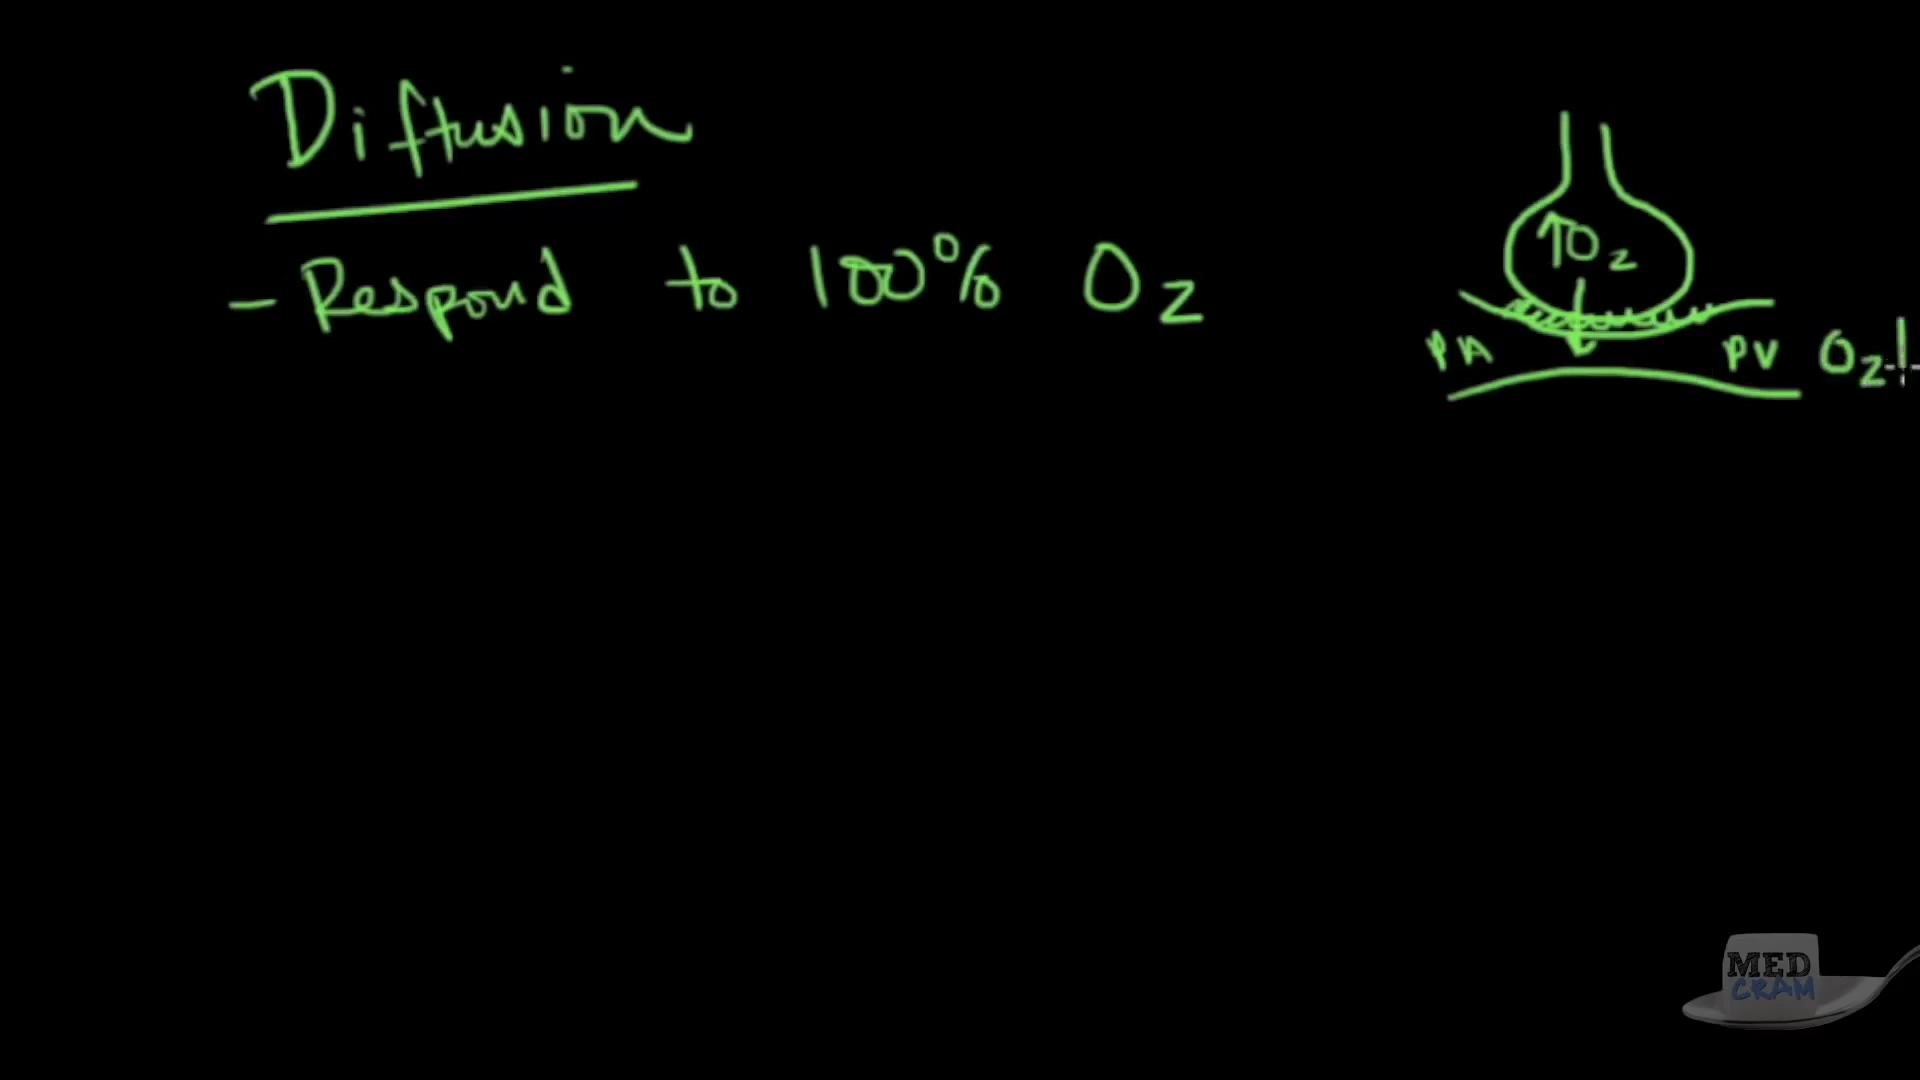 Diffusion
- Respond to 100% O2
↑O2
PA
PV O2
MED
CRAM